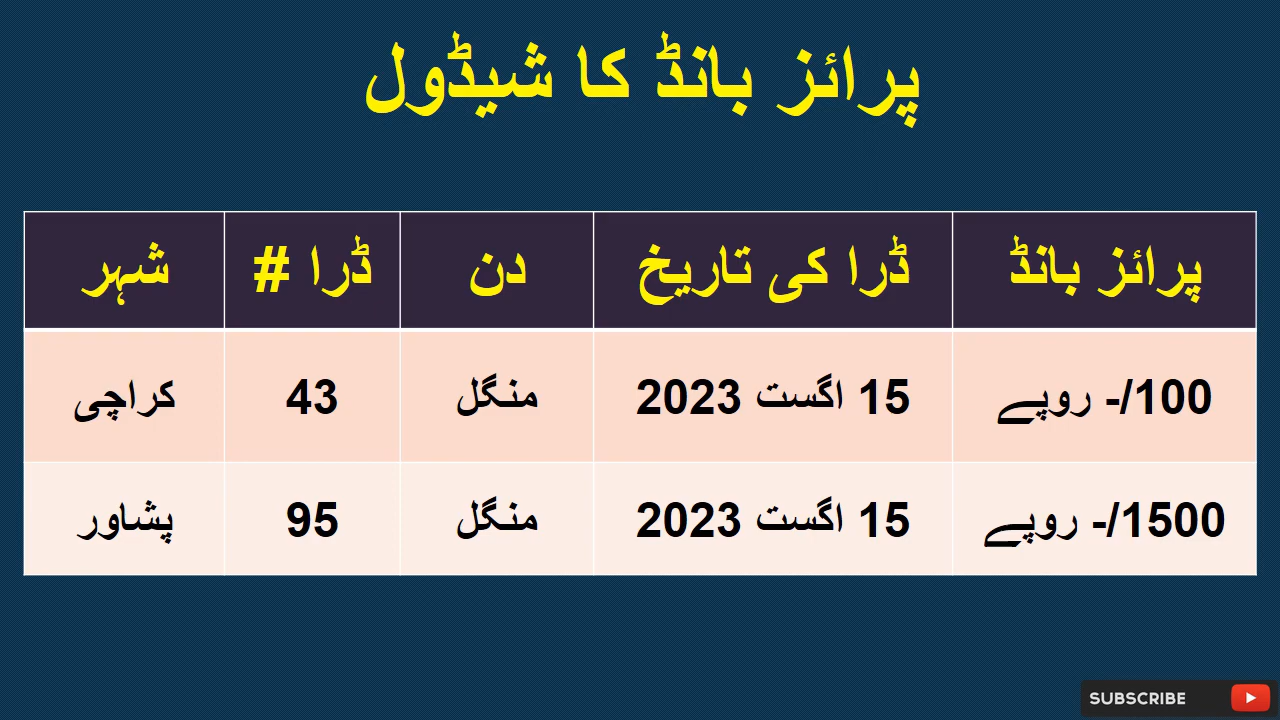 پرائز بانڈ کا شیڈول
پرائز بانڈ ڈرا کی تاریخ دن ڈرا # شہر
100/- روپے 15 اگست 2023 منگل 43 کراچی
1500/- روپے 15 اگست 2023 منگل 95 پشاور
SUBSCRIBE